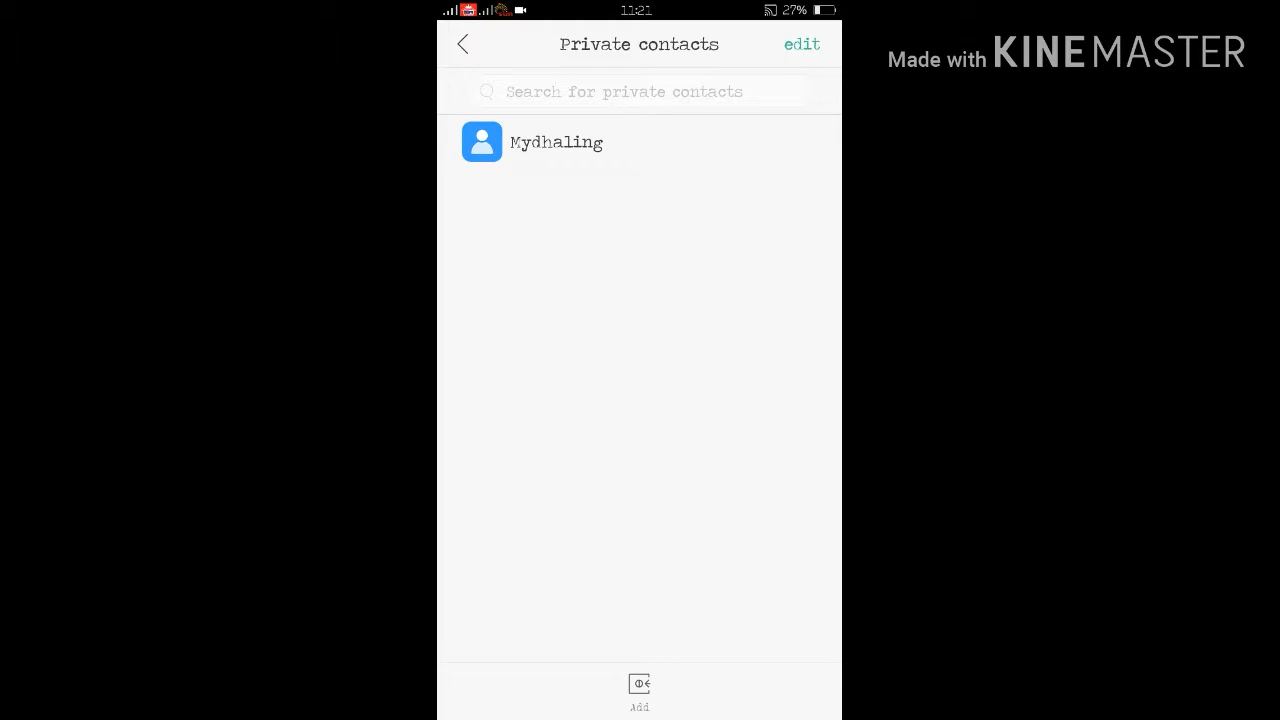 11:21 27%
Private contacts edit
Made with KINEMASTER
Search for private contacts
Mydhaling
Add